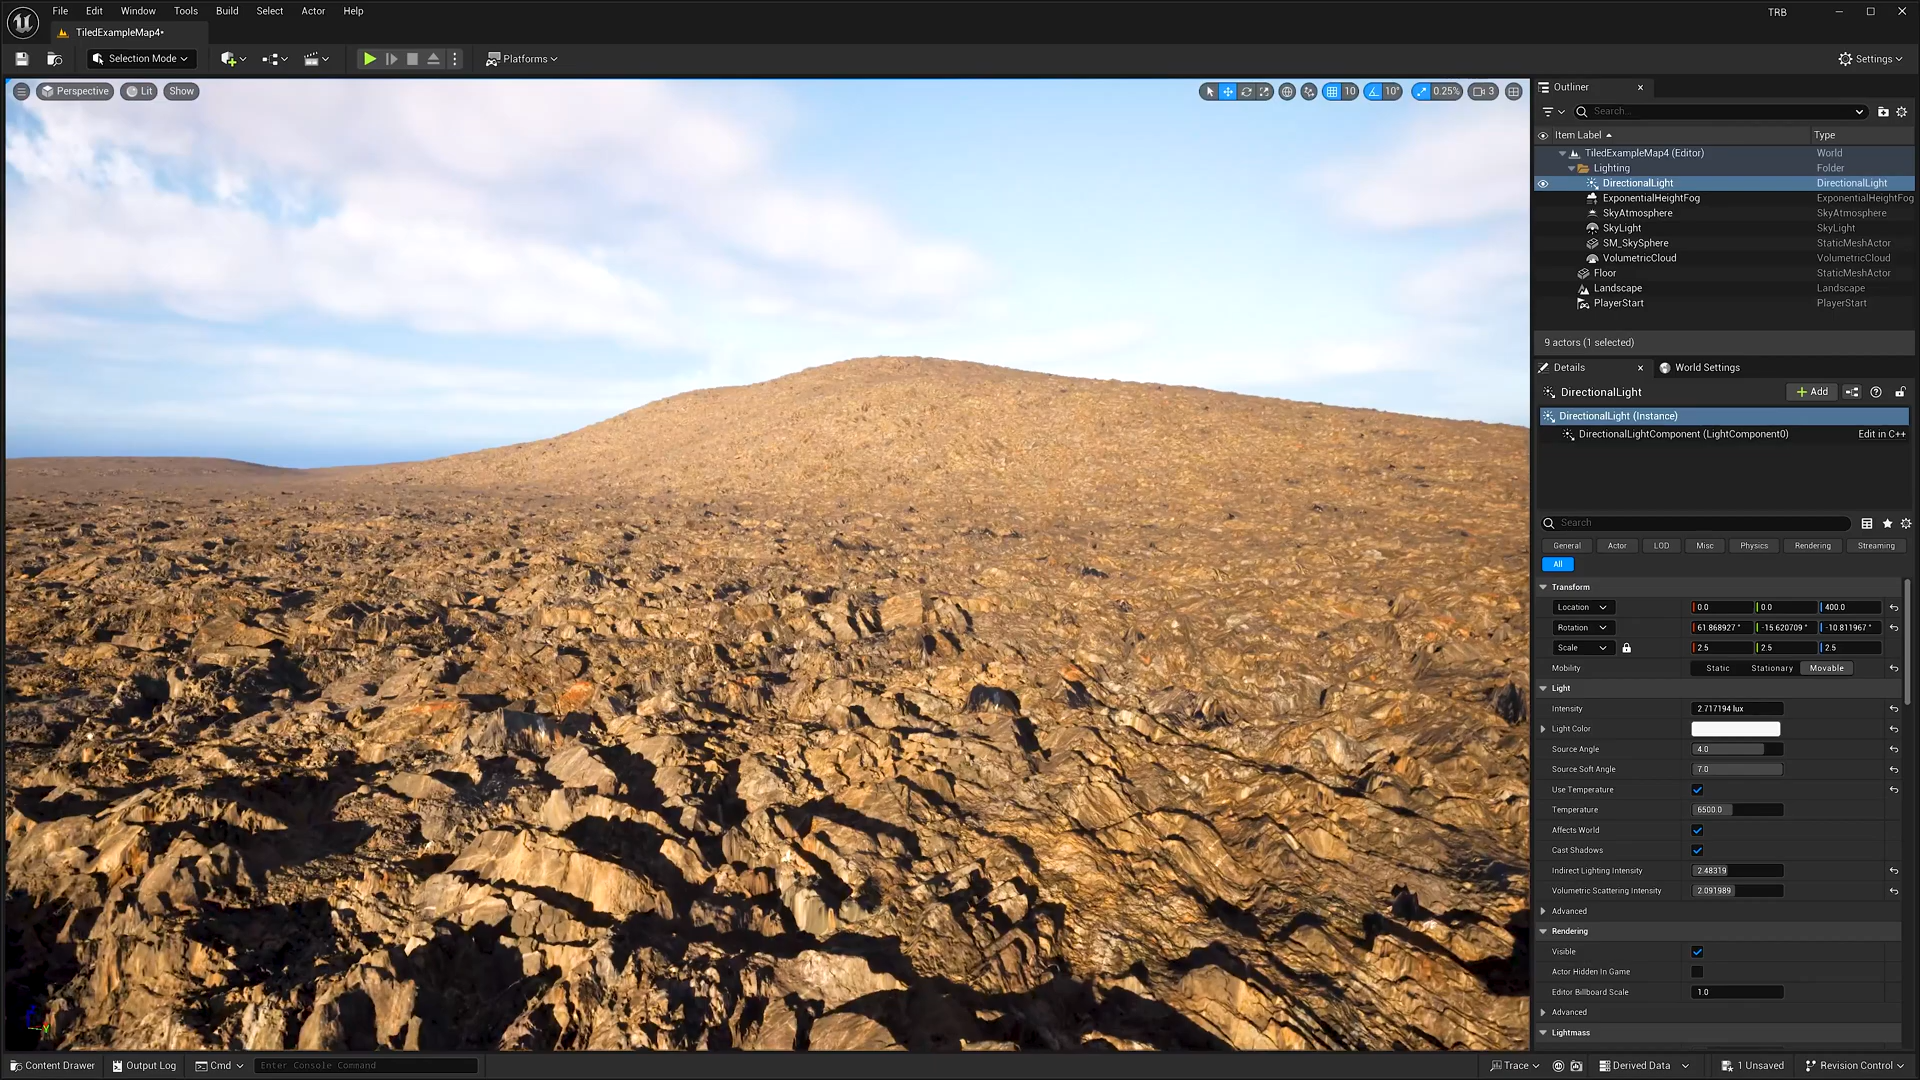 File Edit Window Tools Build Select Actor Help
TRB
TiledExampleMap4•
Selection Mode
Platforms
Settings
Perspective Lit Show
10 10° 0.25% 3
Outliner
Search...
Item Label Type
TiledExampleMap4 (Editor) World
Lighting Folder
DirectionalLight DirectionalLight
ExponentialHeightFog ExponentialHeightFog
SkyAtmosphere SkyAtmosphere
SkyLight SkyLight
SM_SkySphere StaticMeshActor
VolumetricCloud VolumetricCloud
Floor StaticMeshActor
Landscape Landscape
PlayerStart PlayerStart
9 actors (1 selected)
Details World Settings
DirectionalLight Add
DirectionalLight (Instance)
DirectionalLightComponent (LightComponent0) Edit in C++
Search
General Actor LOD Misc Physics Rendering Streaming
All
Transform
Location 0.0 0.0 400.0
Rotation 61.868927 ° -15.620709 ° -10.811967 °
Scale 2.5 2.5 2.5
Mobility Static Stationary Movable
Light
Intensity 2.717194 lux
Light Color
Source Angle 4.0
Source Soft Angle 7.0
Use Temperature
Temperature 6500.0
Affects World
Cast Shadows
Indirect Lighting Intensity 2.48319
Volumetric Scattering Intensity 2.091989
Advanced
Rendering
Visible
Actor Hidden In Game
Editor Billboard Scale 1.0
Advanced
Lightmass
Y
Content Drawer Output Log Cmd Enter Console Command
Trace Derived Data 1 Unsaved Revision Control